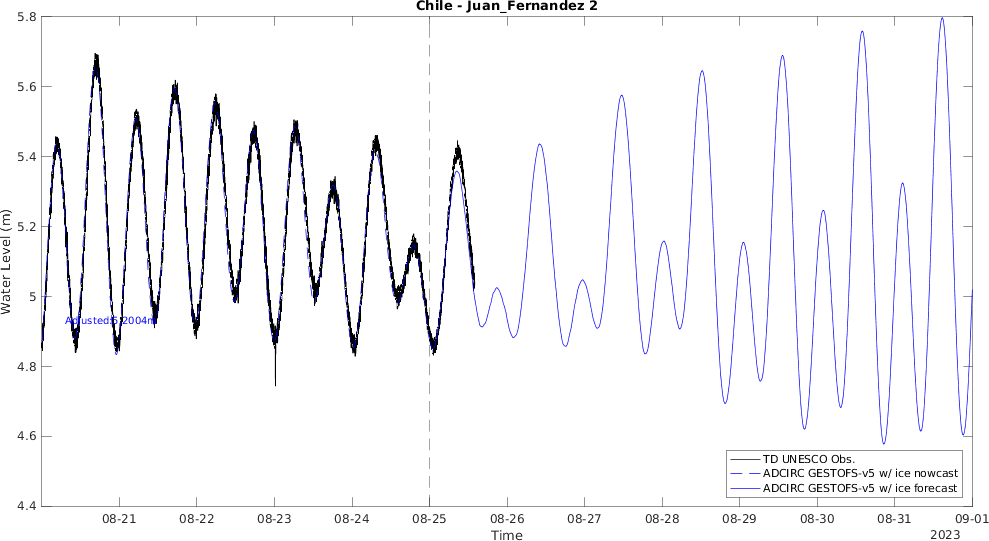 Chile - Juan_Fernandez 2
Water Level (m)
5.8
5.6
5.4
5.2
5
4.8
4.6
4.4
Adjusted:5.2004m
TD UNESCO Obs.
ADCIRC GESTOFS-v5 w/ ice nowcast
ADCIRC GESTOFS-v5 w/ ice forecast
08-21 08-22 08-23 08-24 08-25 08-26 08-27 08-28 08-29 08-30 08-31 09-01
Time
2023